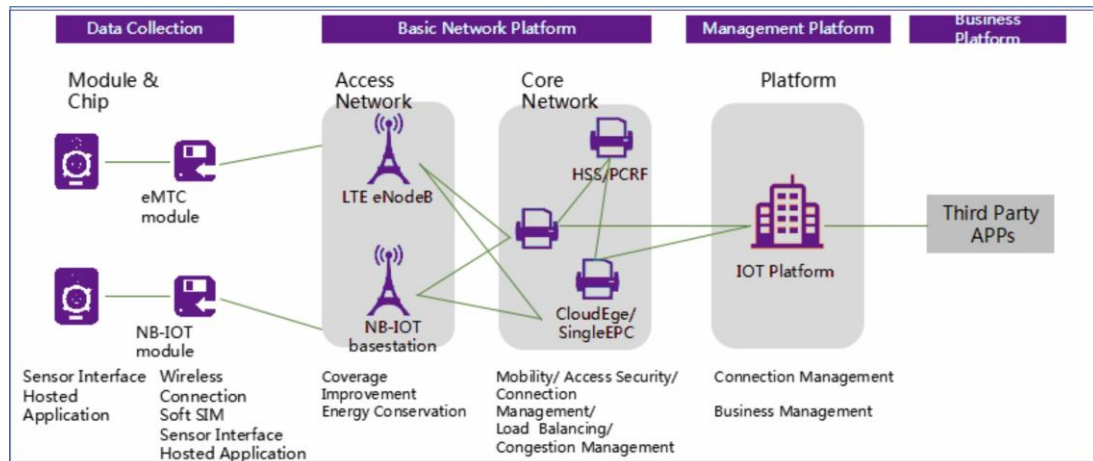 Data Collection
Basic Network Platform
Management Platform
Business
Platform
Module &
Chip
Access
Network
Core
Network
Platform
HSS/PCRF
eMTC
module
LTE eNodeB
Third Party
APPs
IOT Platform
NB-IOT
module
NB-IOT
basestation
CloudEge/
SingleEPC
Sensor Interface
Hosted
Application
Wireless
Connection
Soft SIM
Sensor Interface
Hosted Application
Coverage
Improvement
Energy Conservation
Mobility/ Access Security/
Connection
Management/
Load Balancing/
Congestion Management
Connection Management
Business Management